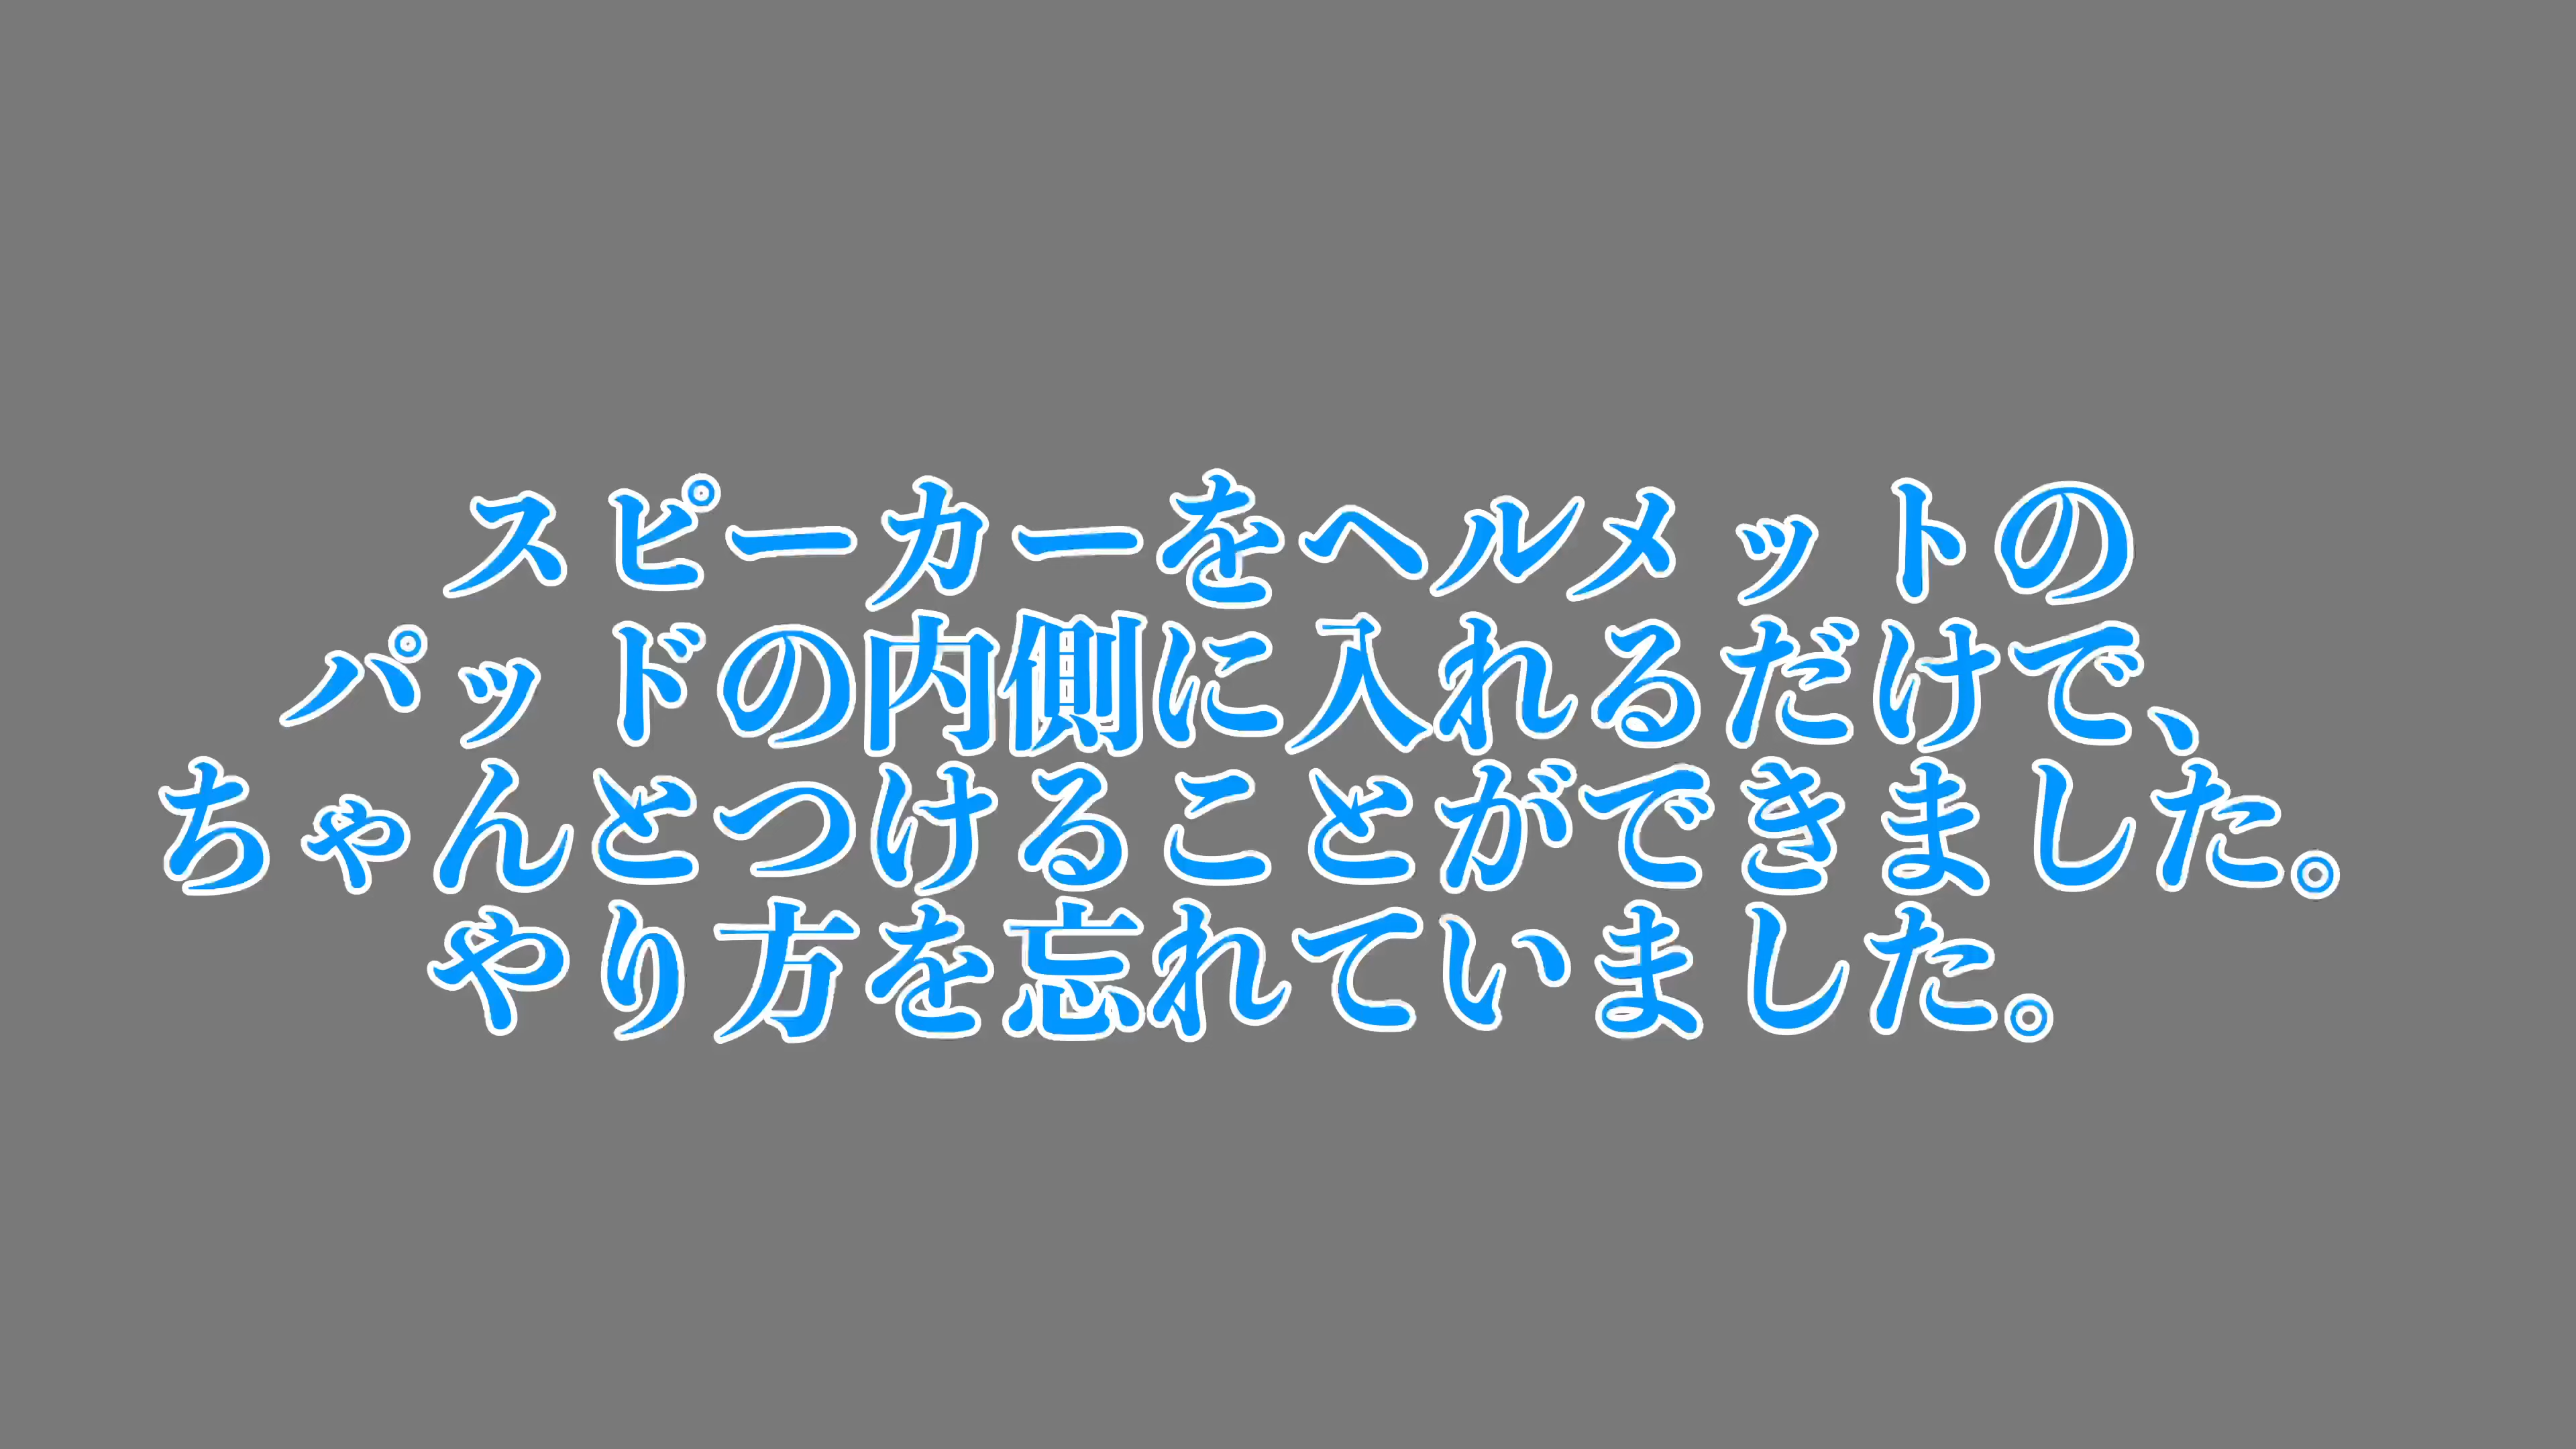 スピーカーをヘルメットの
パッドの内側に入れるだけで、
ちゃんとつけることができました。
やり方を忘れていました。